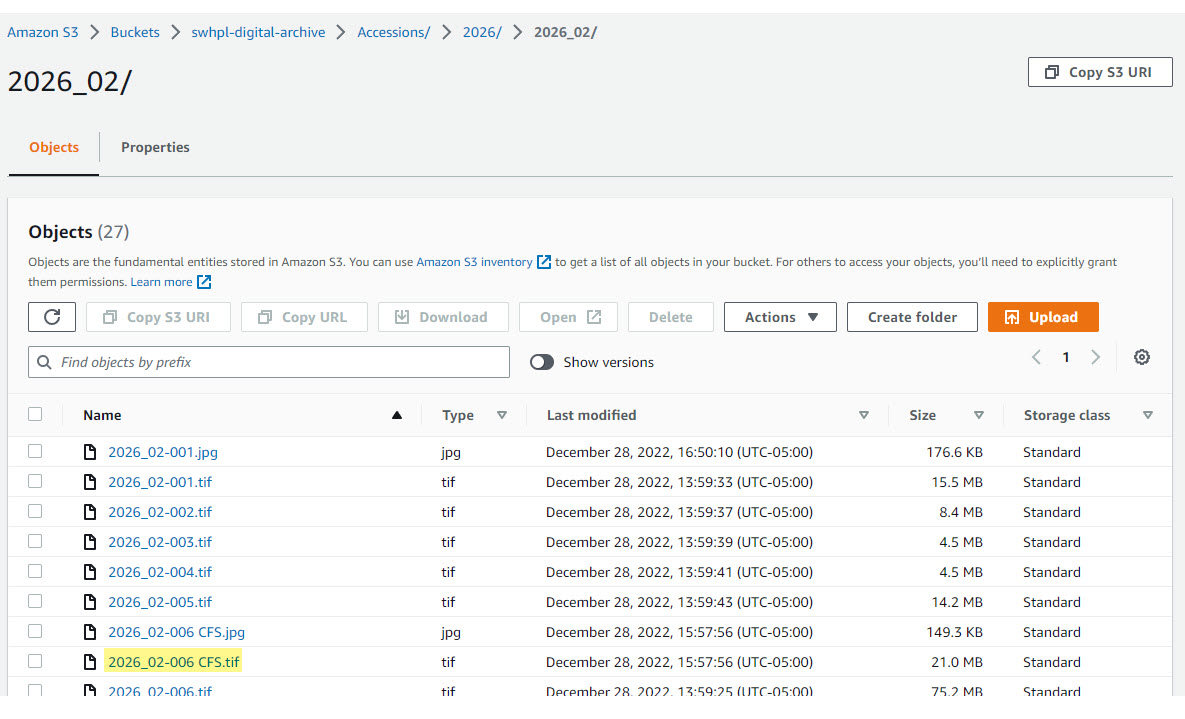 Amazon S3 > Buckets > swhpl-digital-archive > Accessions/ > 2026/ > 2026_02/
2026_02/
Copy S3 URI
Objects Properties
Objects (27)
Objects are the fundamental entities stored in Amazon S3. You can use Amazon S3 inventory to get a list of all objects in your bucket. For others to access your objects, you’ll need to explicitly grant
them permissions. Learn more
Copy S3 URI Copy URL Download Open Delete Actions Create folder Upload
Find objects by prefix Show versions 1
Name Type Last modified Size Storage class
2026_02-001.jpg jpg December 28, 2022, 16:50:10 (UTC-05:00) 176.6 KB Standard
2026_02-001.tif tif December 28, 2022, 13:59:33 (UTC-05:00) 15.5 MB Standard
2026_02-002.tif tif December 28, 2022, 13:59:37 (UTC-05:00) 8.4 MB Standard
2026_02-003.tif tif December 28, 2022, 13:59:39 (UTC-05:00) 4.5 MB Standard
2026_02-004.tif tif December 28, 2022, 13:59:41 (UTC-05:00) 4.5 MB Standard
2026_02-005.tif tif December 28, 2022, 13:59:43 (UTC-05:00) 14.2 MB Standard
2026_02-006 CFS.jpg jpg December 28, 2022, 15:57:56 (UTC-05:00) 149.3 KB Standard
2026_02-006 CFS.tif tif December 28, 2022, 15:57:56 (UTC-05:00) 21.0 MB Standard
2026_02-006.tif tif December 28, 2022, 13:59:25 (UTC-05:00) 75.2 MB Standard